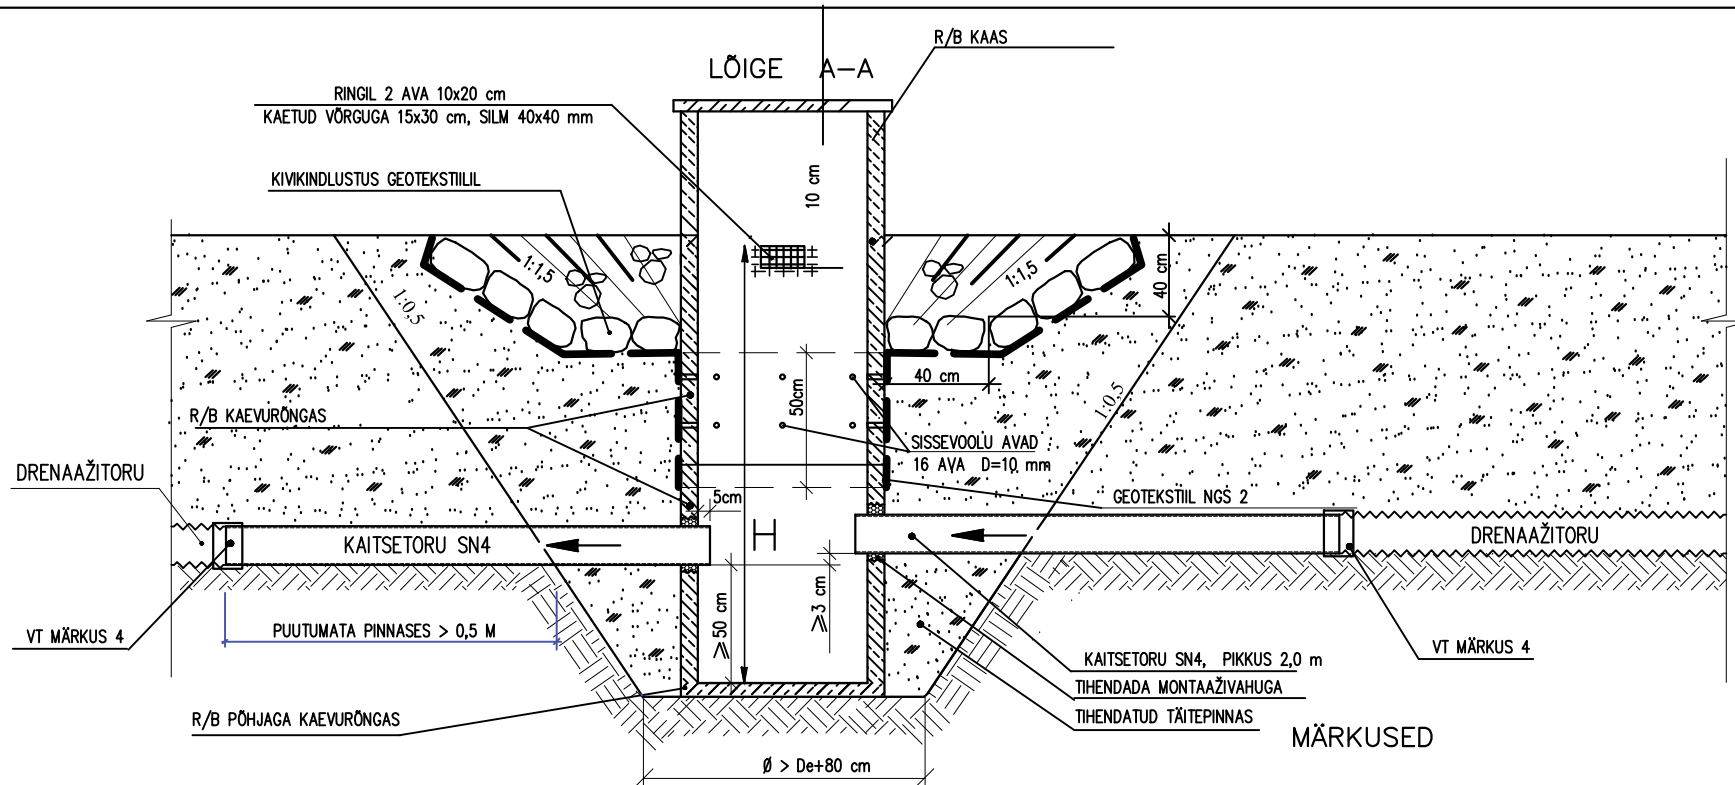 R/B KAAS
LÕIGE A-A
RINGIL 2 AVA 10x20 cm
KAETUD VÕRGUGA 15x30 cm, SILM 40x40 mm
KIVIKINDLUSTUS GEOTEKSTIILIL
10 cm
1:1,5
1:1,5
40 cm
1:0,5
40 cm
1:0,5
50cm
R/B KAEVURÕNGAS
SISSEVOOLU AVAD
16 AVA D=10 mm
DRENAAŽITORU
5cm
GEOTEKSTIIL NGS 2
KAITSETORU SN4
H
DRENAAŽITORU
⩾3 cm
⩾50 cm
VT MÄRKUS 4
PUUTUMATA PINNASES > 0,5 M
KAITSETORU SN4, PIKKUS 2,0 m
VT MÄRKUS 4
TIHENDADA MONTAAŽIVAHUGA
R/B PÕHJAGA KAEVURÕNGAS
TIHENDATUD TÄITEPINNAS
MÄRKUSED
Ø > De+80 cm